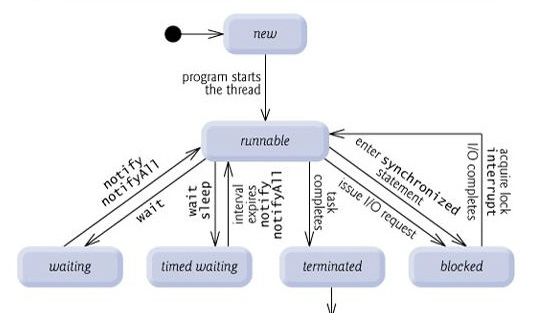 new
program starts
the thread
runnable
notify
notifyAll
wait
wait
sleep
interval
expires
notify
notifyAll
task
completes
enter synchronized
statement
issue I/O request
acquire lock
interrupt
I/O completes
waiting
timed waiting
terminated
blocked